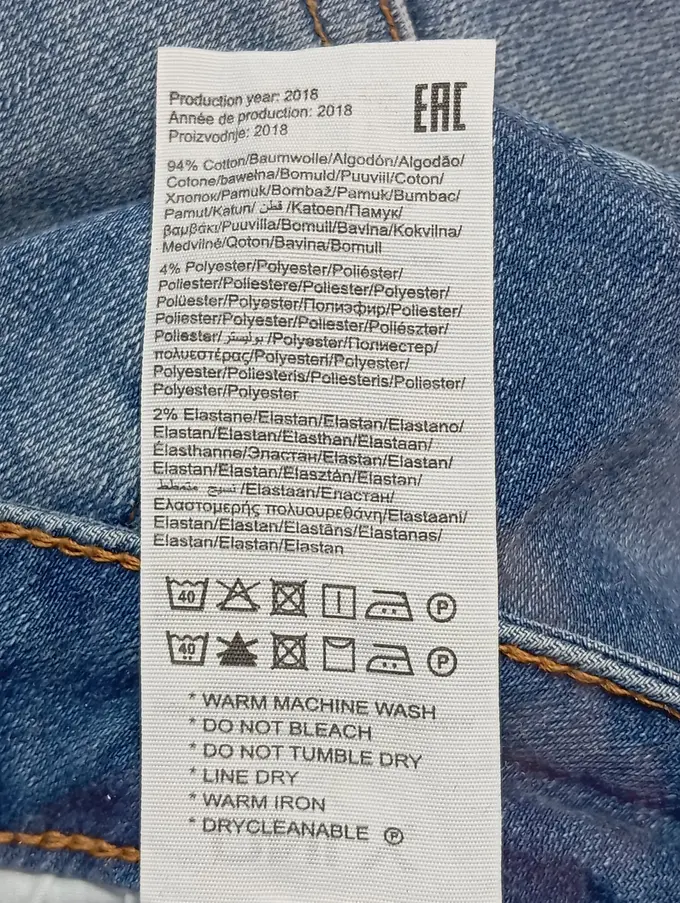 Production year: 2018
Année de production: 2018
Proizvodnje: 2018
EAC
94% Cotton/Baumwolle/Algodón/Algodão/
Cotone/bawełna/Bomuld/Puuvill/Coton/
Хлопок/Pamuk/Bombaž/Pamuk/Bumbac/
Pamut/Katun/ قطن /Katoen/Памук/
βαμβάκι/Puuvilla/Bomull/Bavlna/Kokvilna/
Medvilnė/Qoton/Bavina/Bomull
4% Polyester/Polyester/Poliéster/
Poliester/Poliestere/Poliester/Polyester/
Polüester/Polyester/Полиэфир/Poliester/
Poliester/Polyester/Poliester/Poliészter/
Poliester/ بوليستر /Polyester/Полиестер/
πολυεστέρας/Polyesteri/Polyester/
Polyester/Poliesteris/Poliesteris/Poliester/
Polyester/Polyester
2% Elastane/Elastan/Elastan/Elastano/
Elastan/Elastan/Elasthan/Elastaan/
Élasthanne/Эластан/Elastan/Elastan/
Elastan/Elastan/Elasztán/Elastan/
نسيج متمطط /Elastaan/Еластан/
Ελαστομερής πολυουρεθάνη/Elastaani/
Elastan/Elastan/Elastāns/Elastanas/
Elastan/Elastan/Elastan
40 P
40 P
* WARM MACHINE WASH
* DO NOT BLEACH
* DO NOT TUMBLE DRY
* LINE DRY
* WARM IRON
* DRYCLEANABLE P